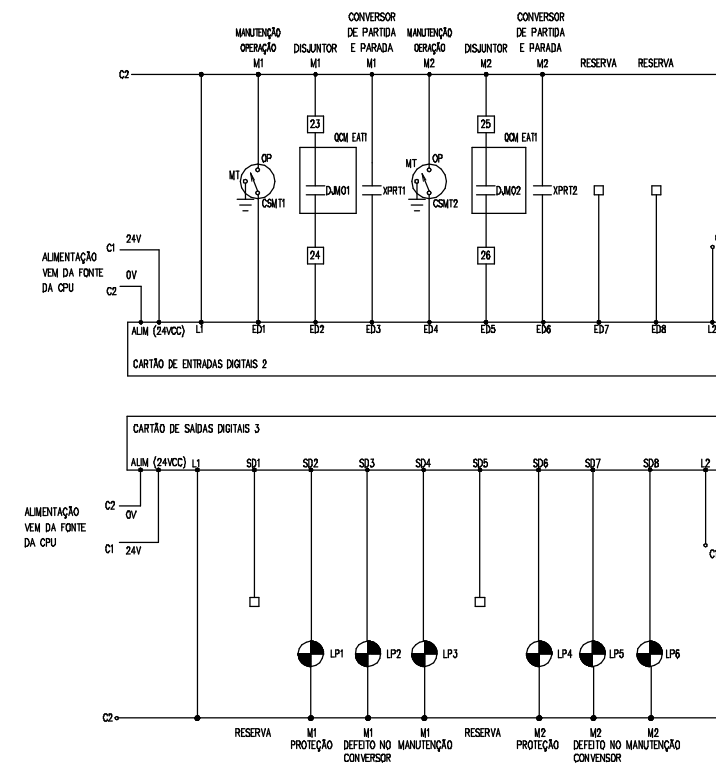 CONVERSOR
DE PARTIDA
E PARADA
M1
CONVERSOR
DE PARTIDA
E PARADA
M2
MANUTENÇÃO
OPERAÇÃO
M1
DISJUNTOR
M1
MANUTENÇÃO
OERAÇÃO
M2
DISJUNTOR
M2
RESERVA
RESERVA
C2
23
25
QCM EAT1
QCM EAT1
OP
MT
CSMT1
DJM01
XPRT1
OP
MT
CSMT2
DJM02
XPRT2
24
26
ALIMENTAÇÃO
VEM DA FONTE
DA CPU
C1
24V
0V
C2
ALIM (24VCC)
L1
ED1
ED2
ED3
ED4
ED5
ED6
ED7
ED8
L2
CARTÃO DE ENTRADAS DIGITAIS 2
CARTÃO DE SAÍDAS DIGITAIS 3
ALIM (24VCC)
L1
SD1
SD2
SD3
SD4
SD5
SD6
SD7
SD8
L2
ALIMENTAÇÃO
VEM DA FONTE
DA CPU
C2
0V
C1
24V
LP1
LP2
LP3
LP4
LP5
LP6
C2
RESERVA
M1
PROTEÇÃO
M1
DEFEITO NO
CONVERSOR
M1
MANUTENÇÃO
RESERVA
M2
PROTEÇÃO
M2
DEFEITO NO
CONVENSOR
M2
MANUTENÇÃO